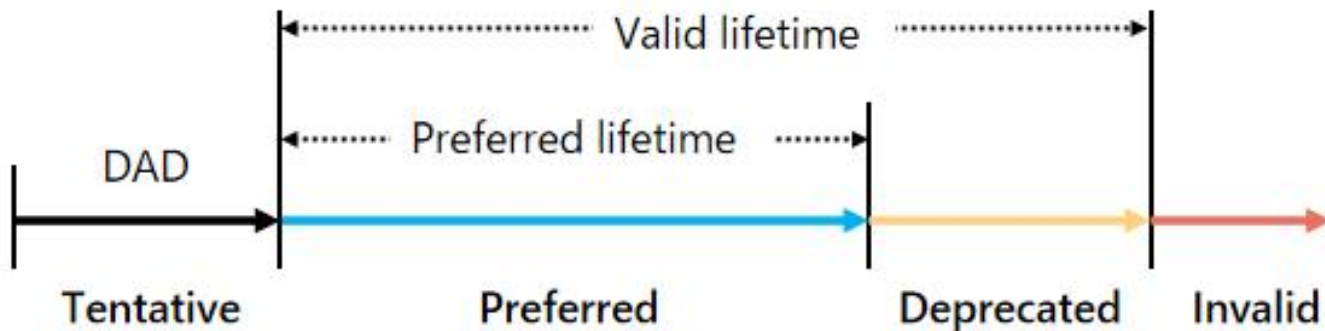 Valid lifetime
Preferred lifetime
DAD
Tentative Preferred Deprecated Invalid